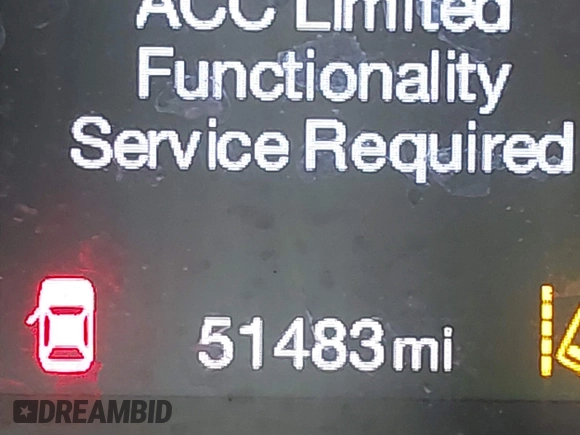 ACC Limited
Functionality
Service Required
51483 mi
DREAMBID